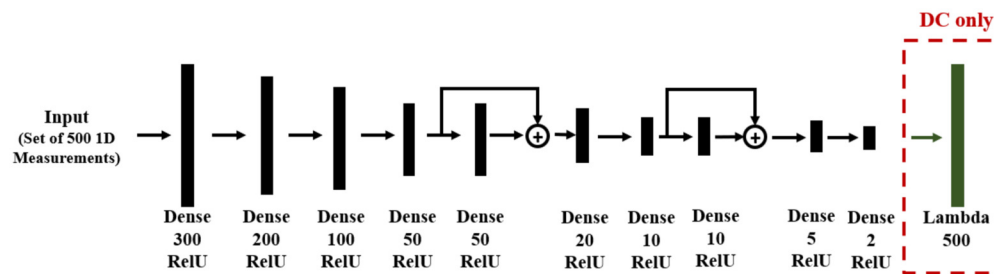 DC only
Input
(Set of 500 1D
Measurements)
Dense
300
RelU
Dense
200
RelU
Dense
100
RelU
Dense
50
RelU
Dense
50
RelU
Dense
20
RelU
Dense
10
RelU
Dense
10
RelU
Dense
5
RelU
Dense
2
RelU
Lambda
500